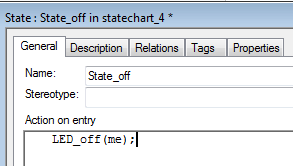 State : State_off in statechart_4 *
General Description Relations Tags Properties
Name: State_off
Stereotype:
Action on entry
LED_off(me);